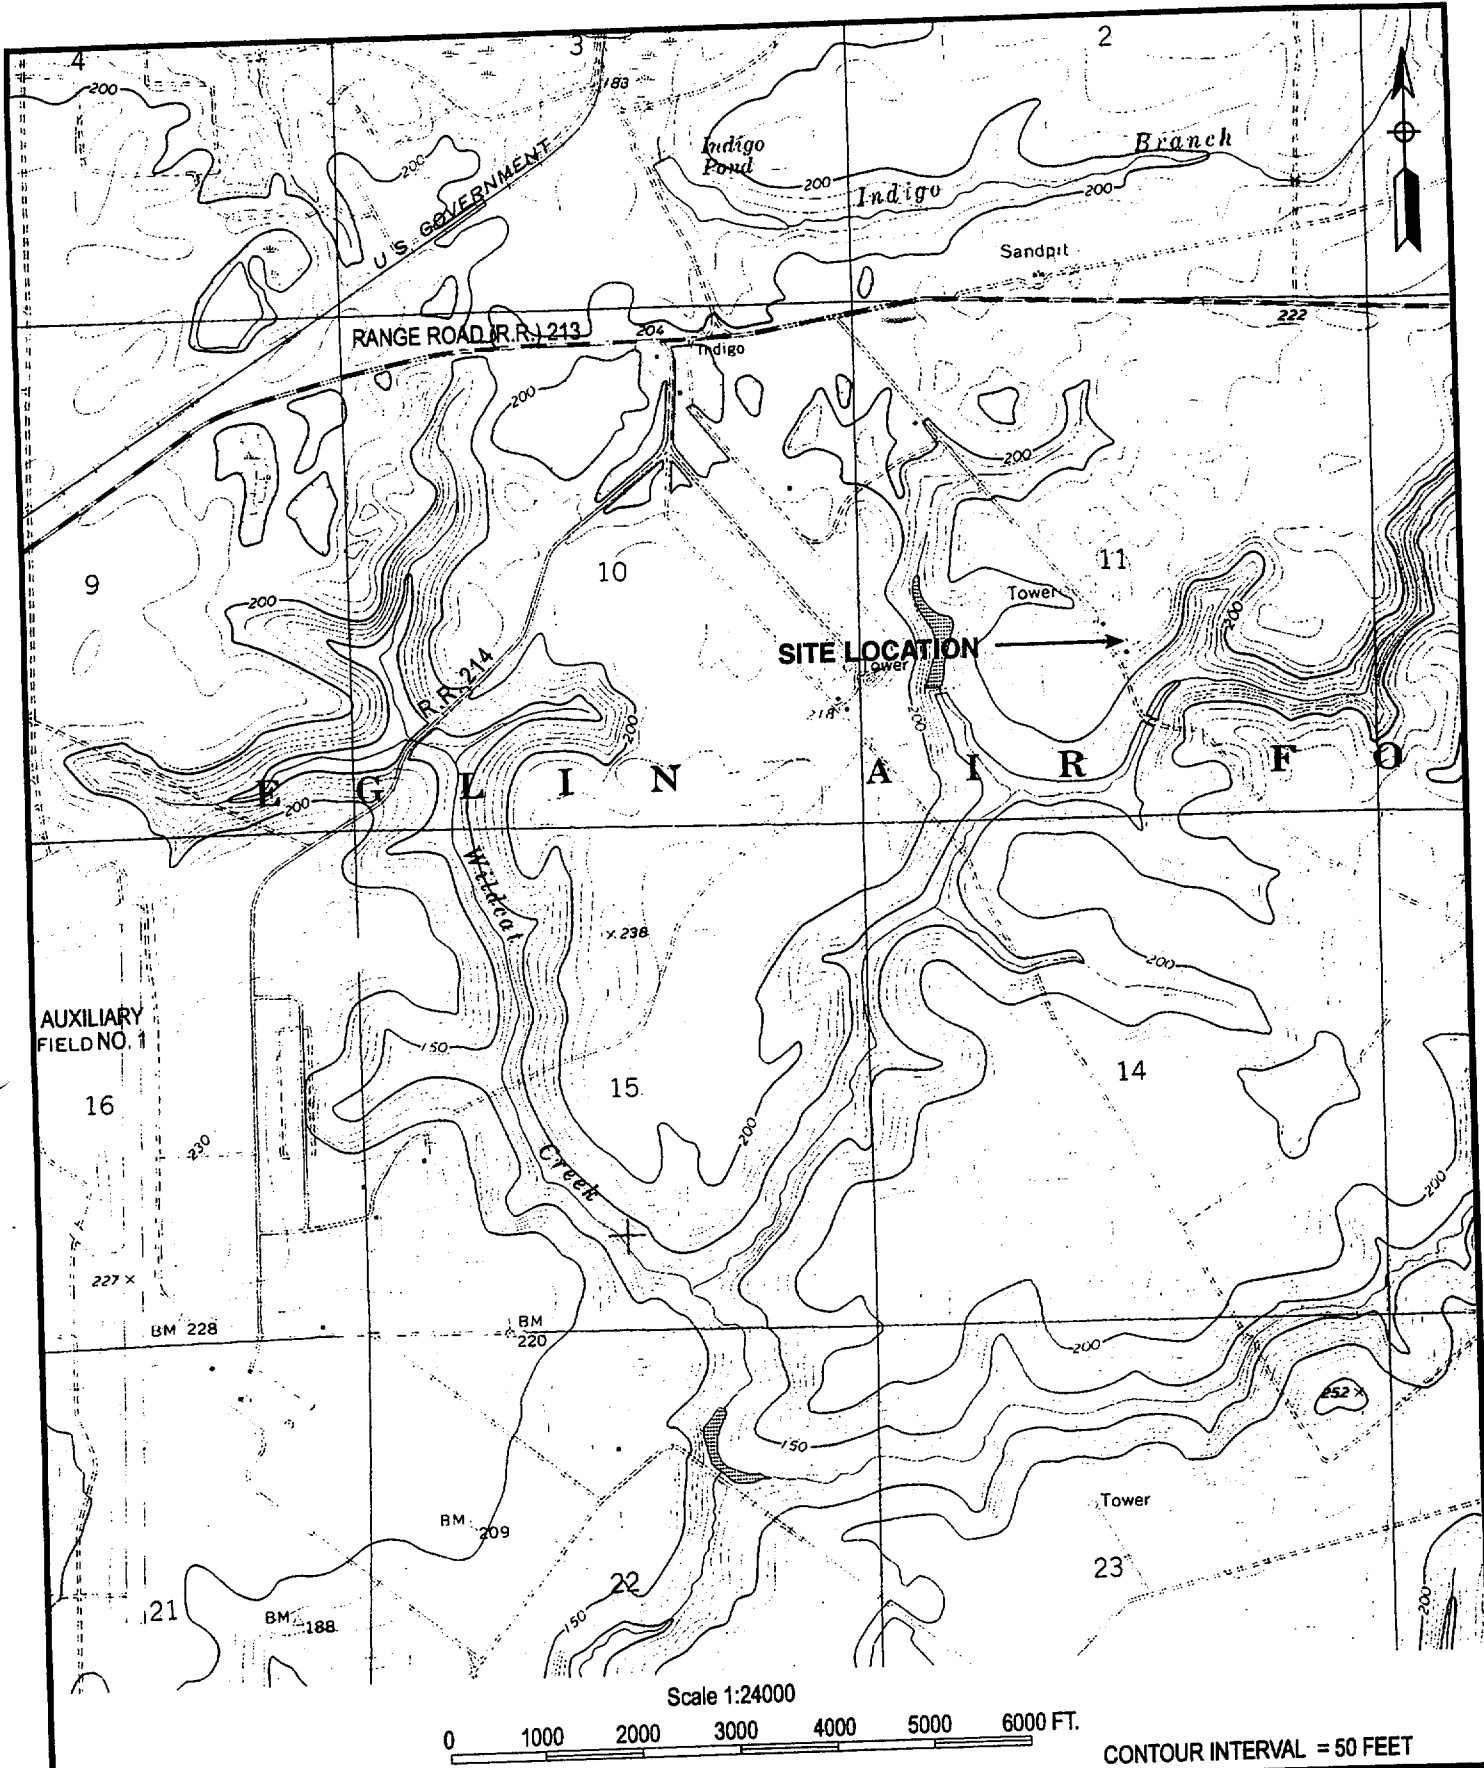 4
3
2
200
183
Indigo
Pond
Branch
200
U.S. GOVERNMENT
200
Indigo
200
Sandpit
RANGE ROAD (R.R.) 213
204
Indigo
222
200
200
9
10
11
200
Tower
200
SITE LOCATION
Tower
R.R. 214
218
200
200
E G L I N A I R F O
200
Wildcat
238
200
AUXILIARY
FIELD NO. 1
150
16
15
14
230
200
Creek
200
227
BM 228
BM
220
200
252
150
Tower
BM
209
23
22
21
BM
188
150
200
Scale 1:24000
0 1000 2000 3000 4000 5000 6000 FT.
CONTOUR INTERVAL = 50 FEET